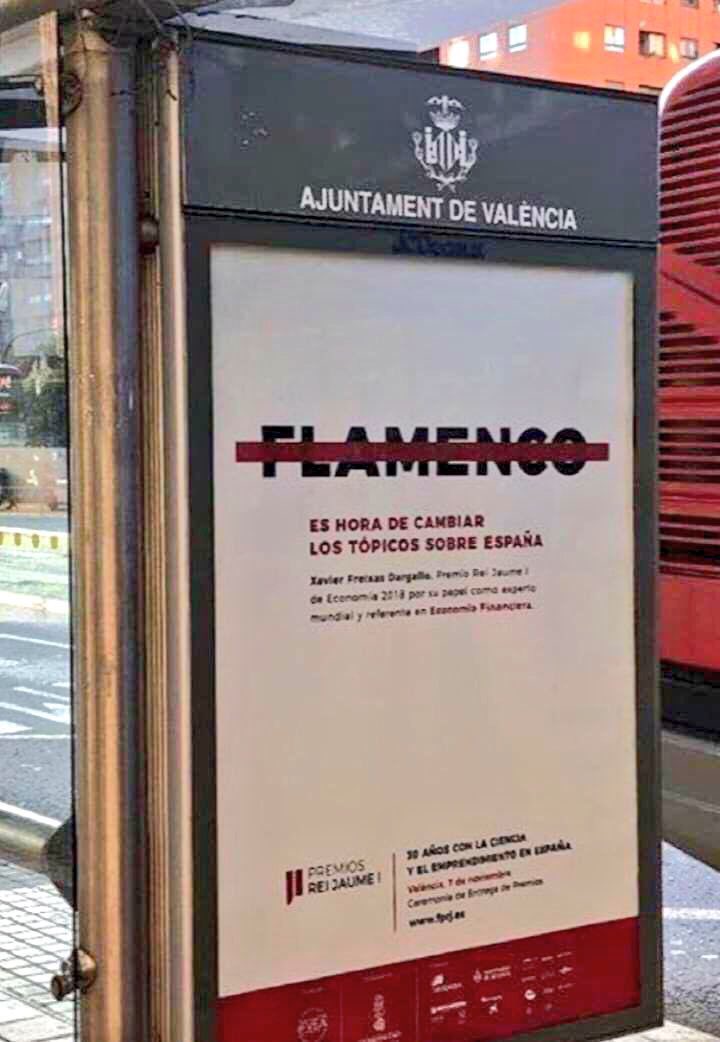 AJUNTAMENT DE VALÈNCIA
JCDecaux
FLAMENCO
ES HORA DE CAMBIAR
LOS TÓPICOS SOBRE ESPAÑA
Xavier Freixas Dargallo, Premio Rei Jaume I
de Economía 2018 por su papel como experto
mundial y referente en Economía Financiera.
PREMIOS
REI JAUME I
30 AÑOS CON LA CIENCIA
Y EL EMPRENDIMIENTO EN ESPAÑA
València, 7 de noviembre
Ceremonia de Entrega de Premios
www.fprj.es